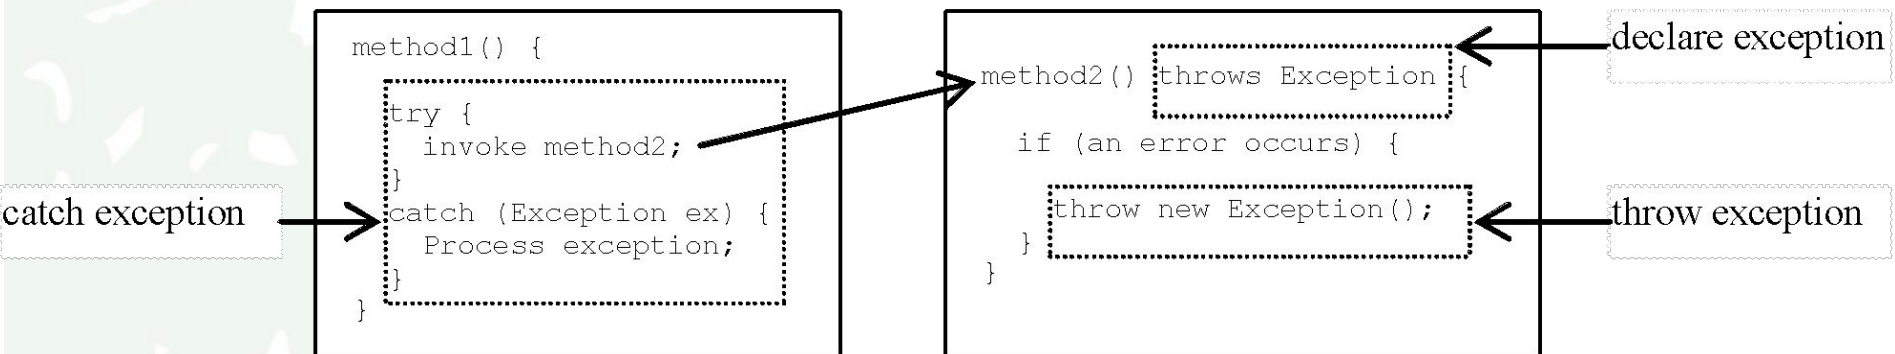 method1() {
try {
invoke method2;
}
catch (Exception ex) {
Process exception;
}
}
catch exception
method2() throws Exception {
if (an error occurs) {
throw new Exception();
}
}
declare exception
throw exception